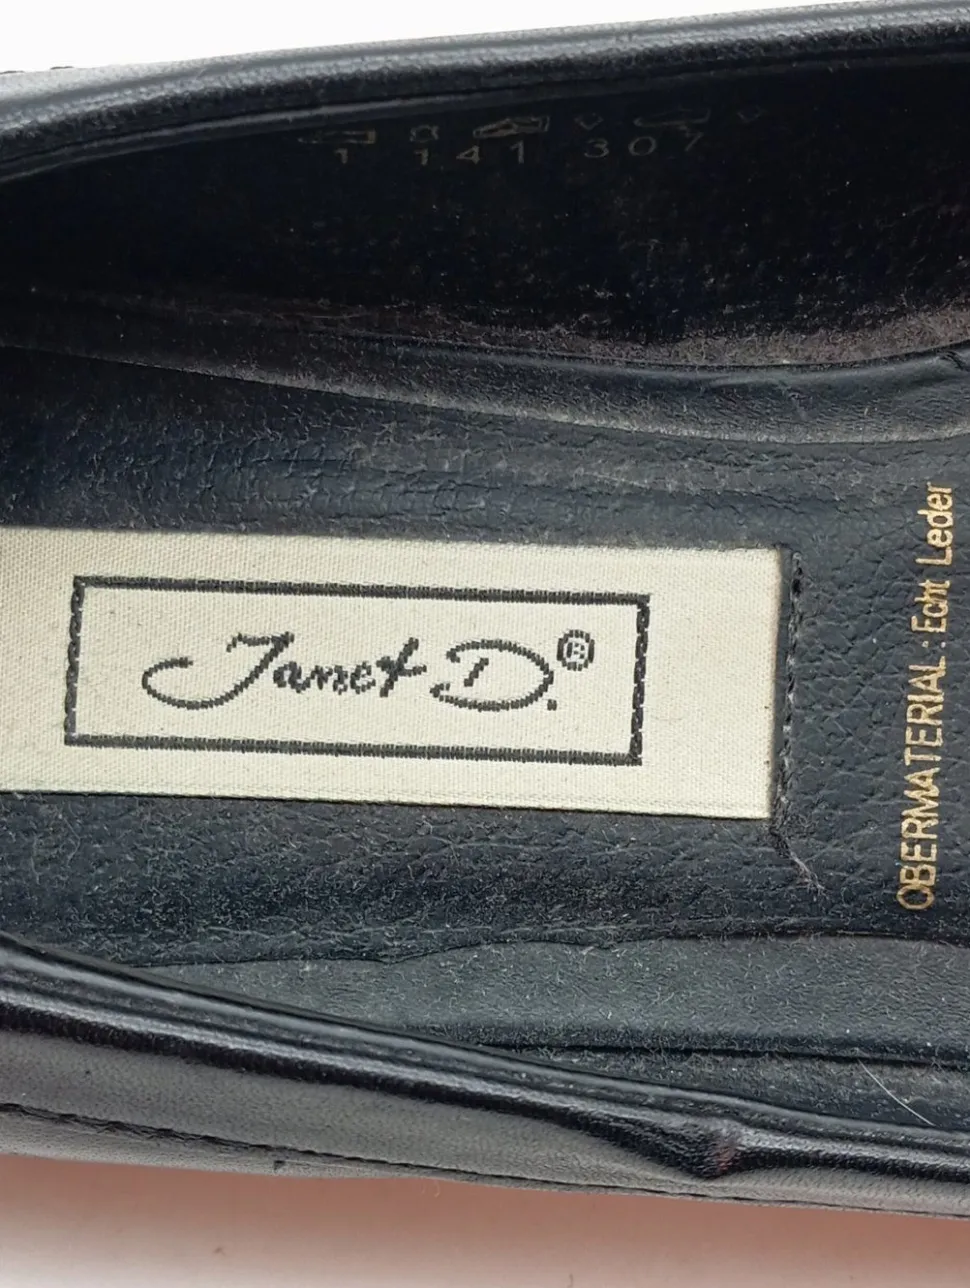 1 141 307
Janet D.®
OBERMATERIAL: Echt Leder